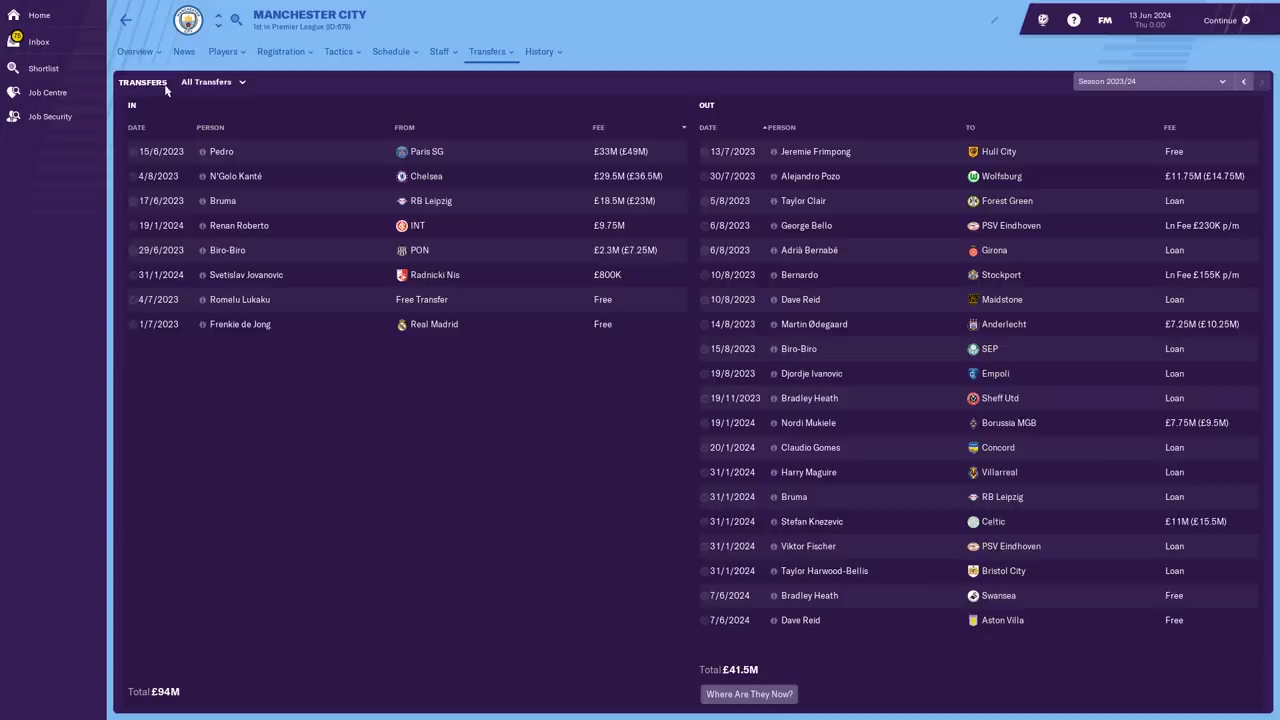 Home
75
Inbox
Shortlist
Job Centre
Job Security
MANCHESTER CITY
1st in Premier League (ID:679)
FM
13 Jun 2024
Thu 0:00
Continue
Overview
News
Players
Registration
Tactics
Schedule
Staff
Transfers
History
TRANSFERS
All Transfers
Season 2023/24
IN
DATE PERSON FROM FEE
15/6/2023 Pedro Paris SG £33M (£49M)
4/8/2023 N'Golo Kanté Chelsea £29.5M (£36.5M)
17/6/2023 Bruma RB Leipzig £18.5M (£23M)
19/1/2024 Renan Roberto INT £9.75M
29/6/2023 Biro-Biro PON £2.3M (£7.25M)
31/1/2024 Svetislav Jovanovic Radnicki Nis £800K
4/7/2023 Romelu Lukaku Free Transfer Free
1/7/2023 Frenkie de Jong Real Madrid Free
Total £94M
OUT
DATE PERSON TO FEE
13/7/2023 Jeremie Frimpong Hull City Free
30/7/2023 Alejandro Pozo Wolfsburg £11.75M (£14.75M)
5/8/2023 Taylor Clair Forest Green Loan
6/8/2023 George Bello PSV Eindhoven Ln Fee £230K p/m
6/8/2023 Adrià Bernabé Girona Loan
10/8/2023 Bernardo Stockport Ln Fee £155K p/m
10/8/2023 Dave Reid Maidstone Loan
14/8/2023 Martin Ødegaard Anderlecht £7.25M (£10.25M)
15/8/2023 Biro-Biro SEP Loan
19/8/2023 Djordje Ivanovic Empoli Loan
19/11/2023 Bradley Heath Sheff Utd Loan
19/1/2024 Nordi Mukiele Borussia MGB £7.75M (£9.5M)
20/1/2024 Claudio Gomes Concord Loan
31/1/2024 Harry Maguire Villarreal Loan
31/1/2024 Bruma RB Leipzig Loan
31/1/2024 Stefan Knezevic Celtic £11M (£15.5M)
31/1/2024 Viktor Fischer PSV Eindhoven Loan
31/1/2024 Taylor Harwood-Bellis Bristol City Loan
7/6/2024 Bradley Heath Swansea Free
7/6/2024 Dave Reid Aston Villa Free
Total £41.5M
Where Are They Now?